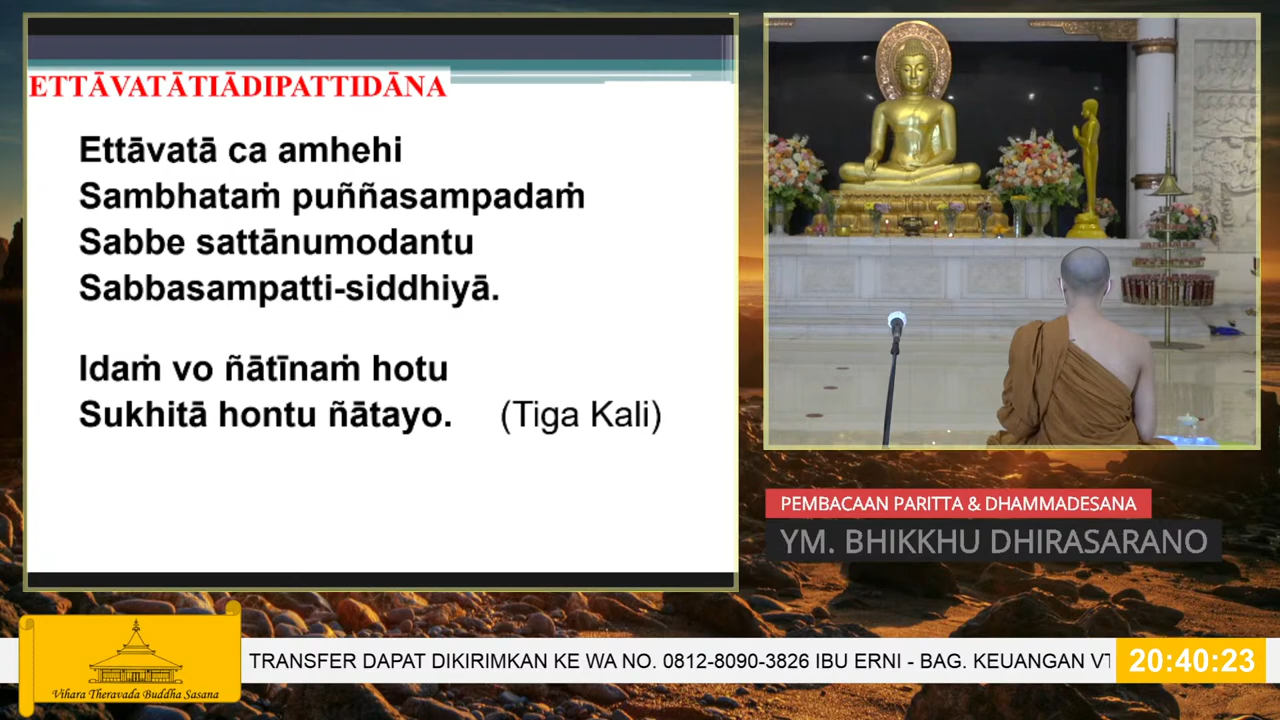 ETTĀVATĀTIĀDIPATTIDĀNA
Ettāvatā ca amhehi
Sambhataṁ puññasampadaṁ
Sabbe sattānumodantu
Sabbasampatti-siddhiyā.
Idaṁ vo ñātīnaṁ hotu
Sukhitā hontu ñātayo. (Tiga Kali)
PEMBACAAN PARITTA & DHAMMADESANA
YM. BHIKKHU DHIRASARANO
Vihara Theravada Buddha Sasana
TRANSFER DAPAT DIKIRIMKAN KE WA NO. 0812-8090-3826 IBU ERNI - BAG. KEUANGAN VT
20:40:23